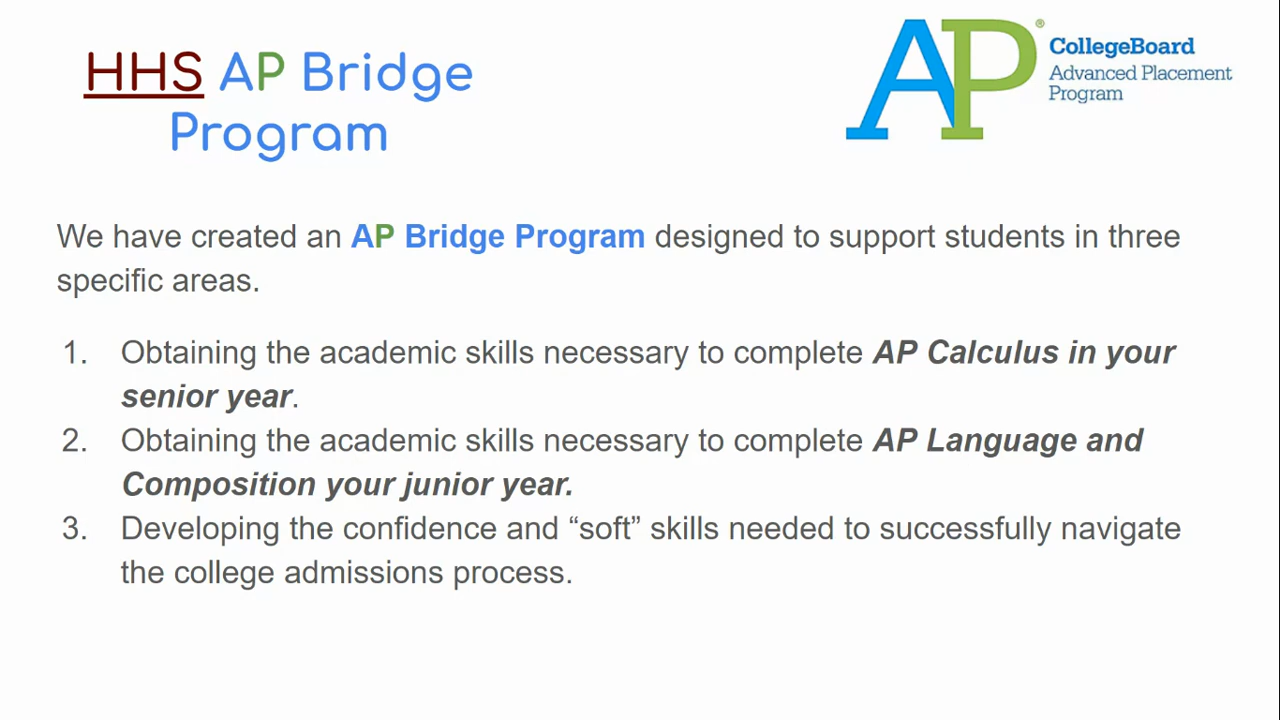 HHS AP Bridge
Program
AP®
CollegeBoard
Advanced Placement
Program
We have created an AP Bridge Program designed to support students in three
specific areas.
1. Obtaining the academic skills necessary to complete AP Calculus in your
senior year.
2. Obtaining the academic skills necessary to complete AP Language and
Composition your junior year.
3. Developing the confidence and “soft” skills needed to successfully navigate
the college admissions process.